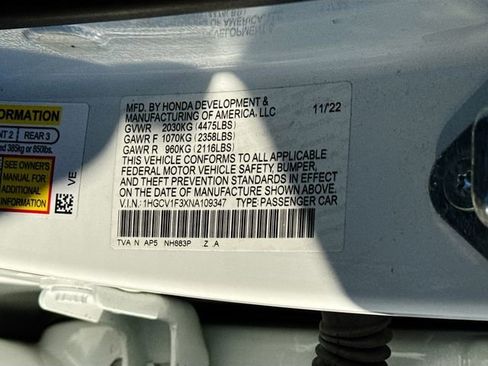 NFORMATION
NT 2 REAR 3
ed 385kg or 850lbs.
SEE OWNER'S
MANUAL FOR
ADDITIONAL
INFORMATION
VE
MFD. BY HONDA DEVELOPMENT & 11/22
MANUFACTURING OF AMERICA, LLC
GVWR 2030KG (4475LBS)
GAWR F 1070KG (2358LBS)
GAWR R 960KG (2116LBS)
THIS VEHICLE CONFORMS TO ALL APPLICABLE
FEDERAL MOTOR VEHICLE SAFETY, BUMPER,
AND THEFT PREVENTION STANDARDS IN EFFECT
ON THE DATE OF MANUFACTURE SHOWN ABOVE.
V.I.N.: 1HGCV1F3XNA109347 TYPE PASSENGER CAR
TVA N AP5 NH883P Z .A